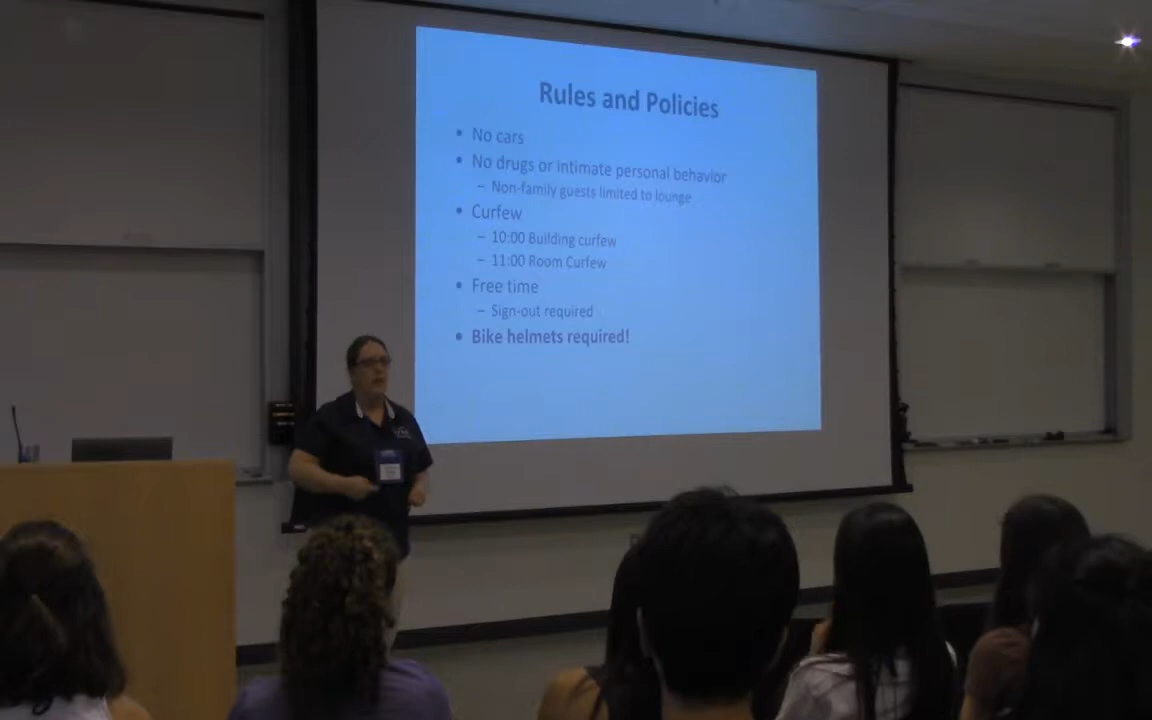 Rules and Policies
• No cars
• No drugs or intimate personal behavior
– Non-family guests limited to lounge
• Curfew
– 10:00 Building curfew
– 11:00 Room Curfew
• Free time
– Sign-out required
• Bike helmets required!